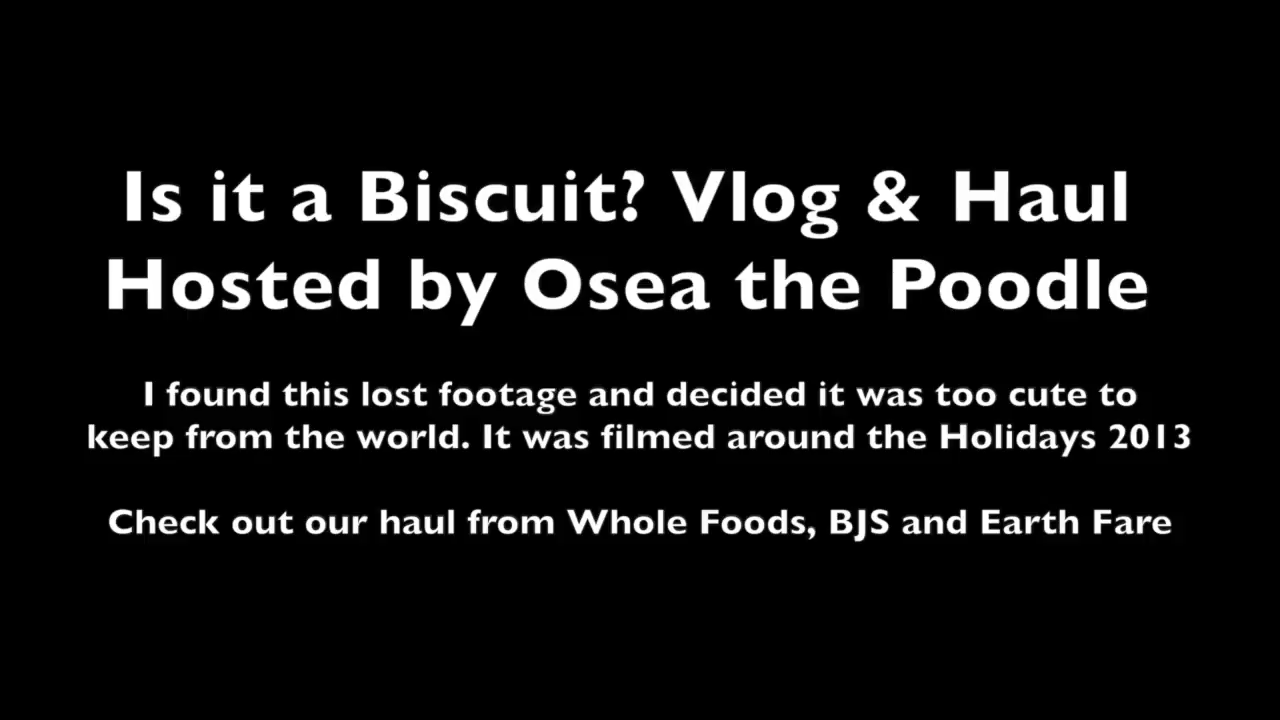 Is it a Biscuit? Vlog & Haul
Hosted by Osea the Poodle
I found this lost footage and decided it was too cute to
keep from the world. It was filmed around the Holidays 2013
Check out our haul from Whole Foods, BJS and Earth Fare